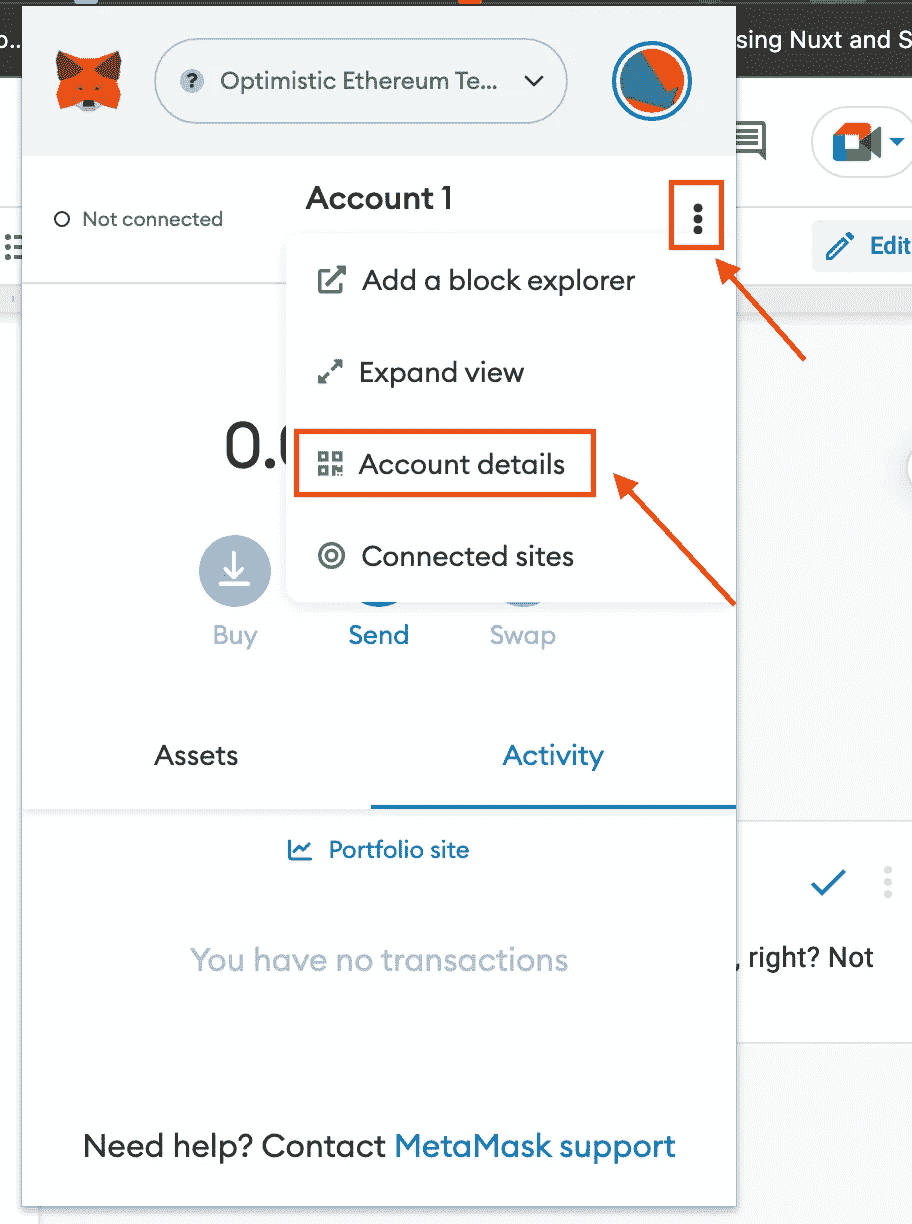 sing Nuxt and S
? Optimistic Ethereum Te...
Account 1
Not connected
Edit
Add a block explorer
Expand view
0.0
Account details
Connected sites
Buy Send Swap
Assets Activity
Portfolio site
You have no transactions
, right? Not
Need help? Contact MetaMask support